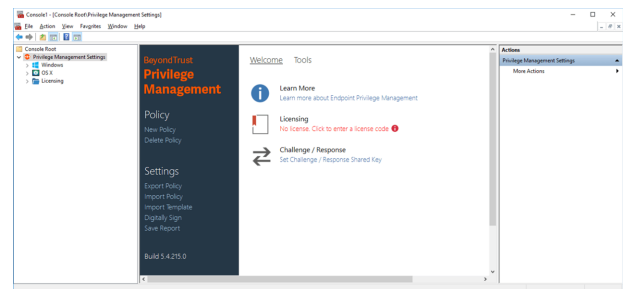 Console1 - [Console Root\Privilege Management Settings]
File Action View Favorites Window Help
Console Root
Privilege Management Settings
Windows
OS X
Licensing
BeyondTrust
Privilege
Management
Policy
New Policy
Delete Policy
Settings
Export Policy
Import Policy
Import Template
Digitally Sign
Save Report
Build 5.4.215.0
Welcome Tools
Learn More
Learn more about Endpoint Privilege Management
Licensing
No license. Click to enter a license code
Challenge / Response
Set Challenge / Response Shared Key
Actions
Privilege Management Settings
More Actions